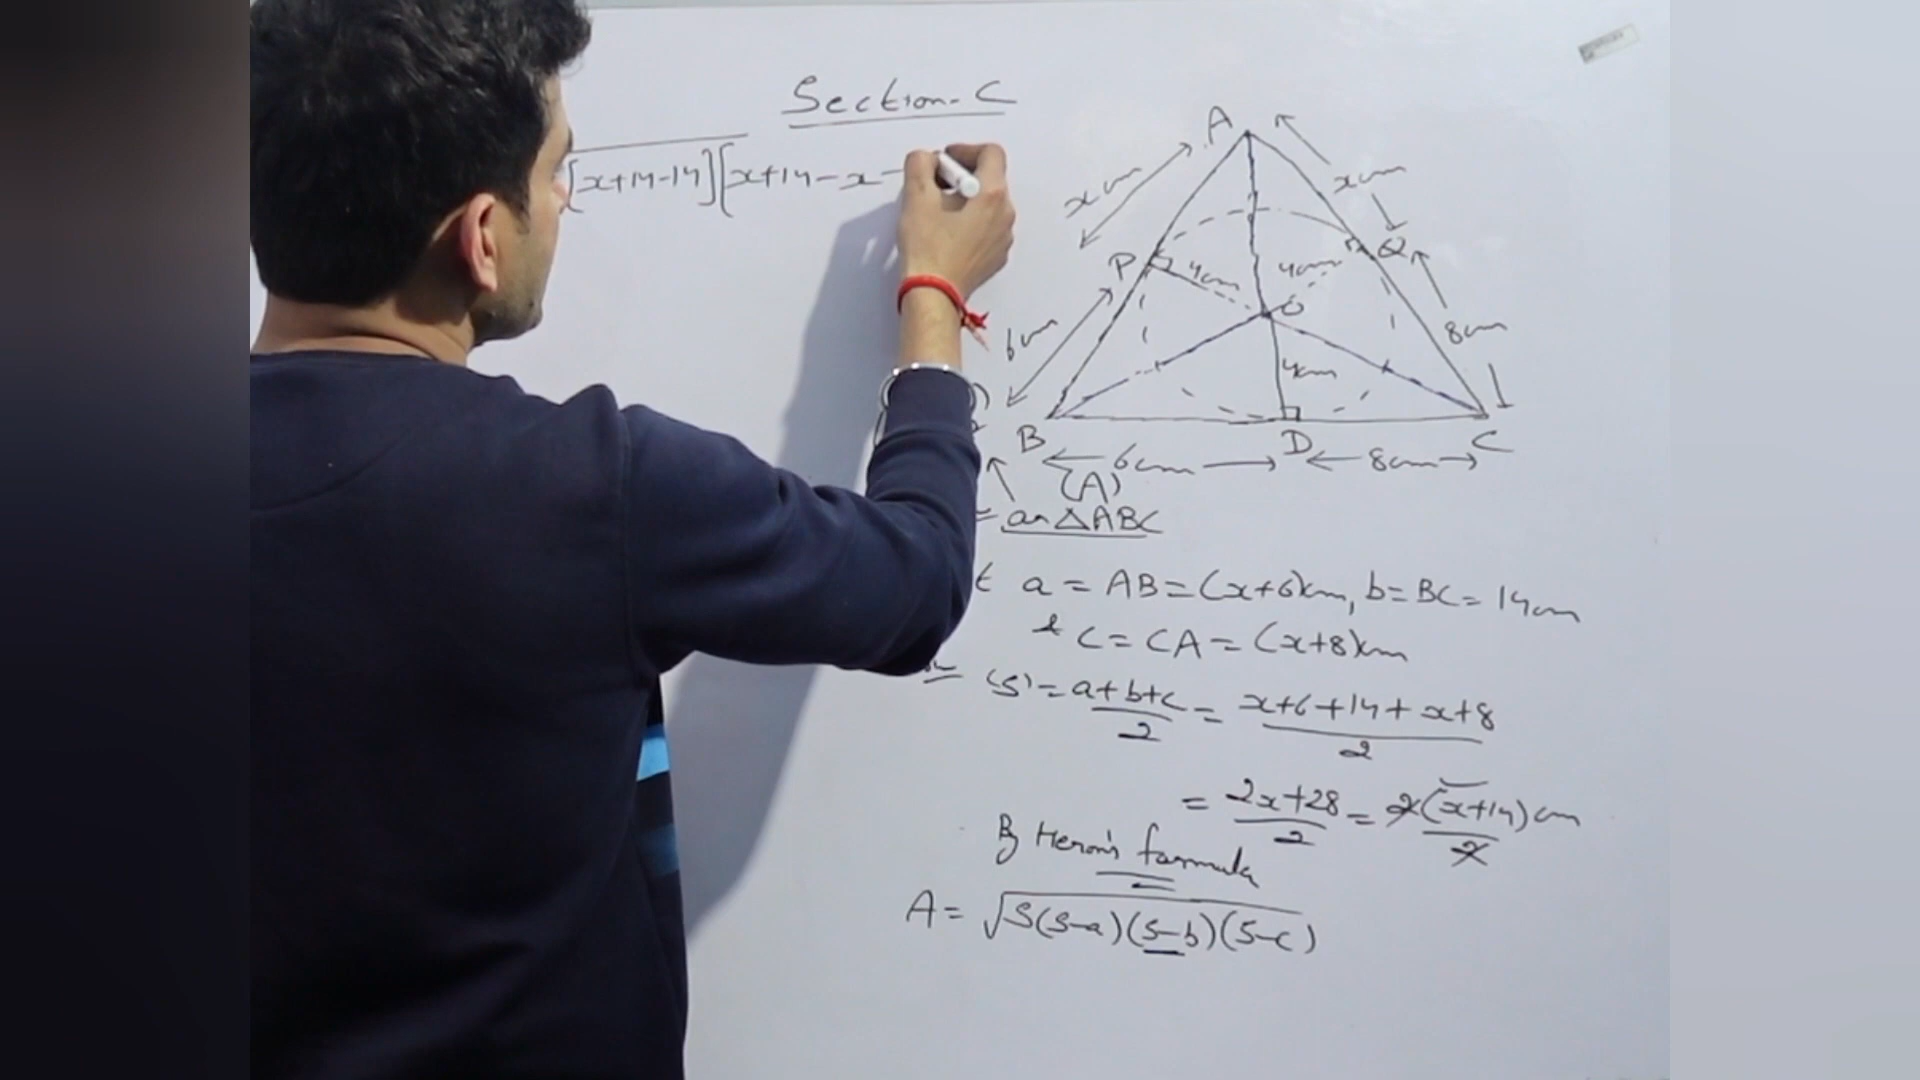 Section-C
[x+14-14][x+14-x-
A
x cm
x cm
P
Q
4cm
4cm
O
6cm
8cm
4cm
B
D
C
6cm
8cm
(A)
= ar △ABC
a = AB = (x+6)cm, b = BC = 14cm
& c = CA = (x+8)cm
(S) = a+b+c/2 = x+6+14+x+8/2
= 2x+28/2 = 2(x+14)cm/2
By Heron's formula
A = √S(S-a)(S-b)(S-c)